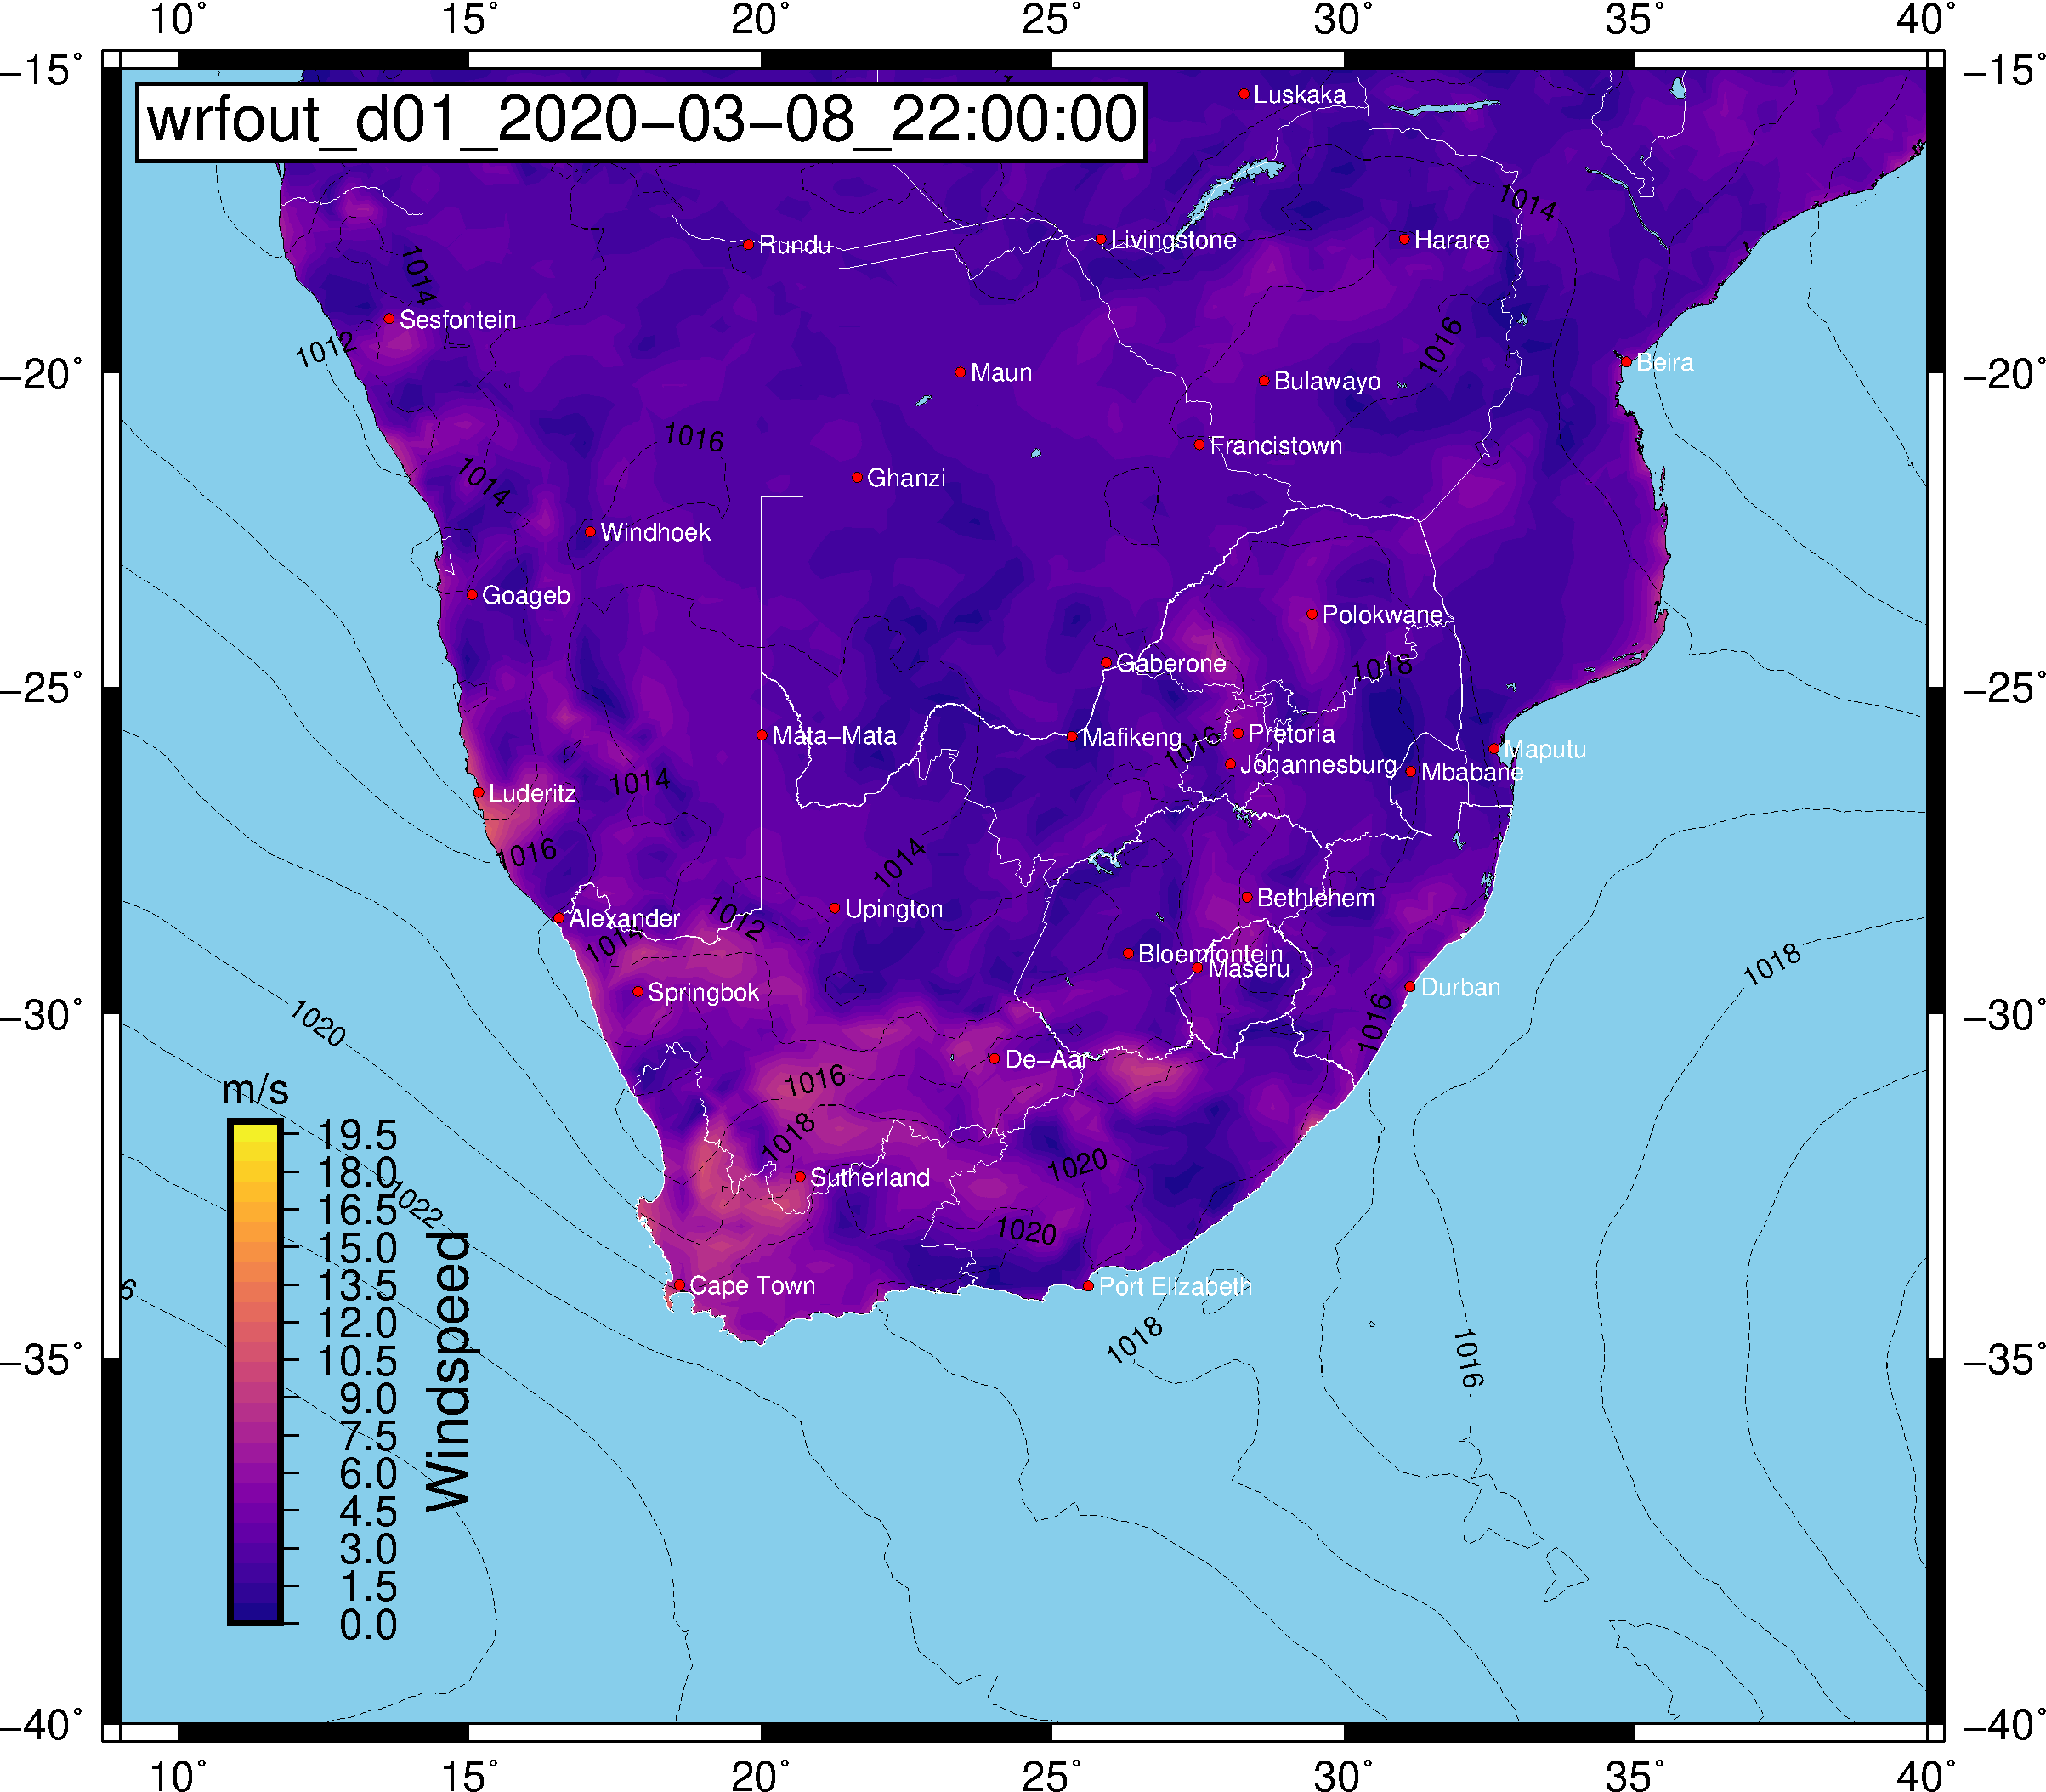 10° 15° 20° 25° 30° 35° 40°
−15° −15°
wrfout_d01_2020−03−08_22:00:00
Luskaka
1014
Rundu
Livingstone
Harare
1014
Sesfontein
1012
1016
−20° −20°
Maun
Bulawayo
Beira
1016
Francistown
1014
Ghanzi
Windhoek
Goageb
Polokwane
Gaberone
1018
−25° −25°
Mata−Mata
Mafikeng
1016
Pretoria
Johannesburg
Mbabane
Maputu
1014
Luderitz
1016
1014
Bethlehem
Alexander
1012
Upington
1014
Bloemfontein
Maseru
1018
Springbok
Durban
−30° −30°
1020
1016
De−Aar
1016
1018
Sutherland
1020
1022
1020
6
Cape Town
Port Elizabeth
1018
1016
−35° −35°
m/s
19.5
18.0
16.5
15.0
13.5
12.0
10.5
9.0
7.5
6.0
4.5
3.0
1.5
0.0
Windspeed
−40° −40°
10° 15° 20° 25° 30° 35° 40°